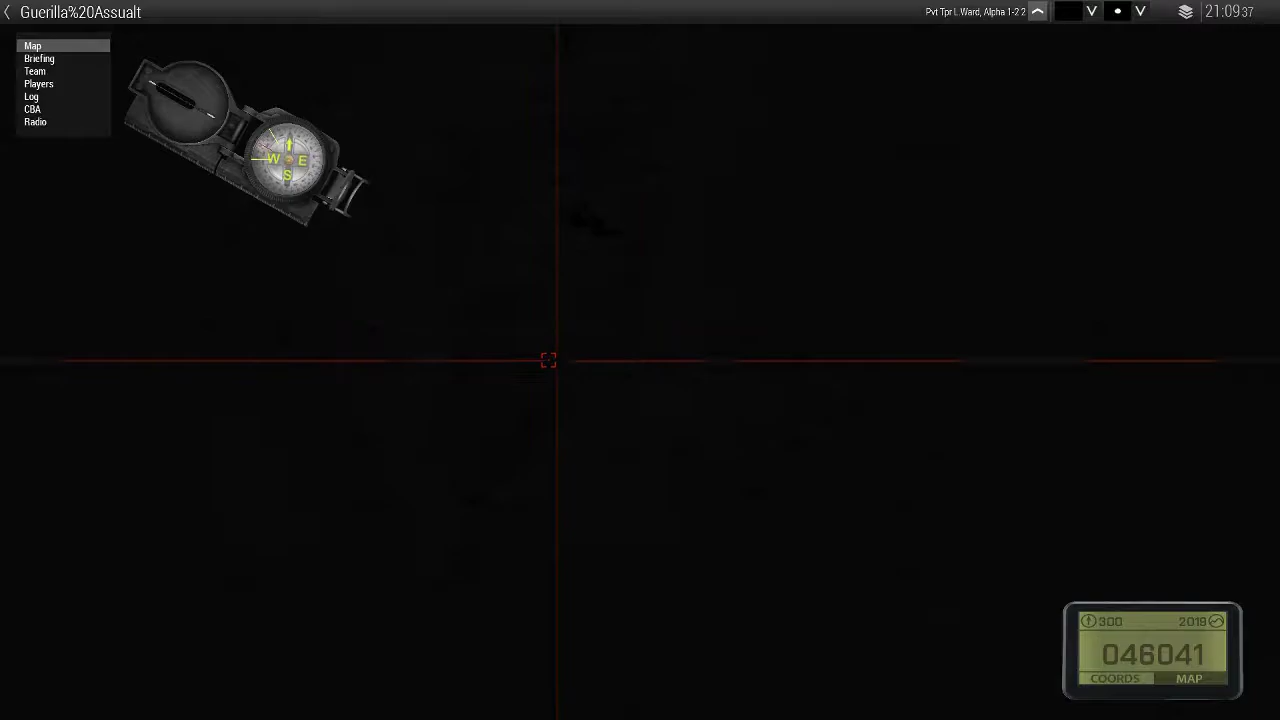 Guerilla%20Assualt
Pvt Tpr L Ward, Alpha 1-2 2
21:09 37
Map
Briefing
Team
Players
Log
CBA
Radio
W E
S
300 2019
046041
COORDS MAP